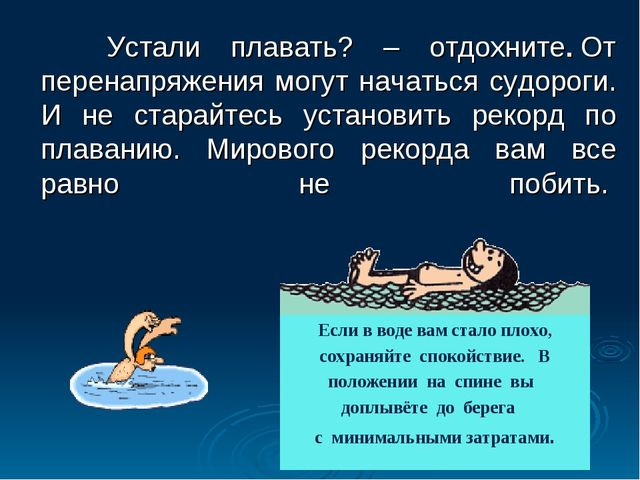 Устали плавать? – отдохните. От
перенапряжения могут начаться судороги.
И не старайтесь установить рекорд по
плаванию. Мирового рекорда вам все
равно не побить.
Если в воде вам стало плохо,
сохраняйте спокойствие. В
положении на спине вы
доплывёте до берега
с минимальными затратами.